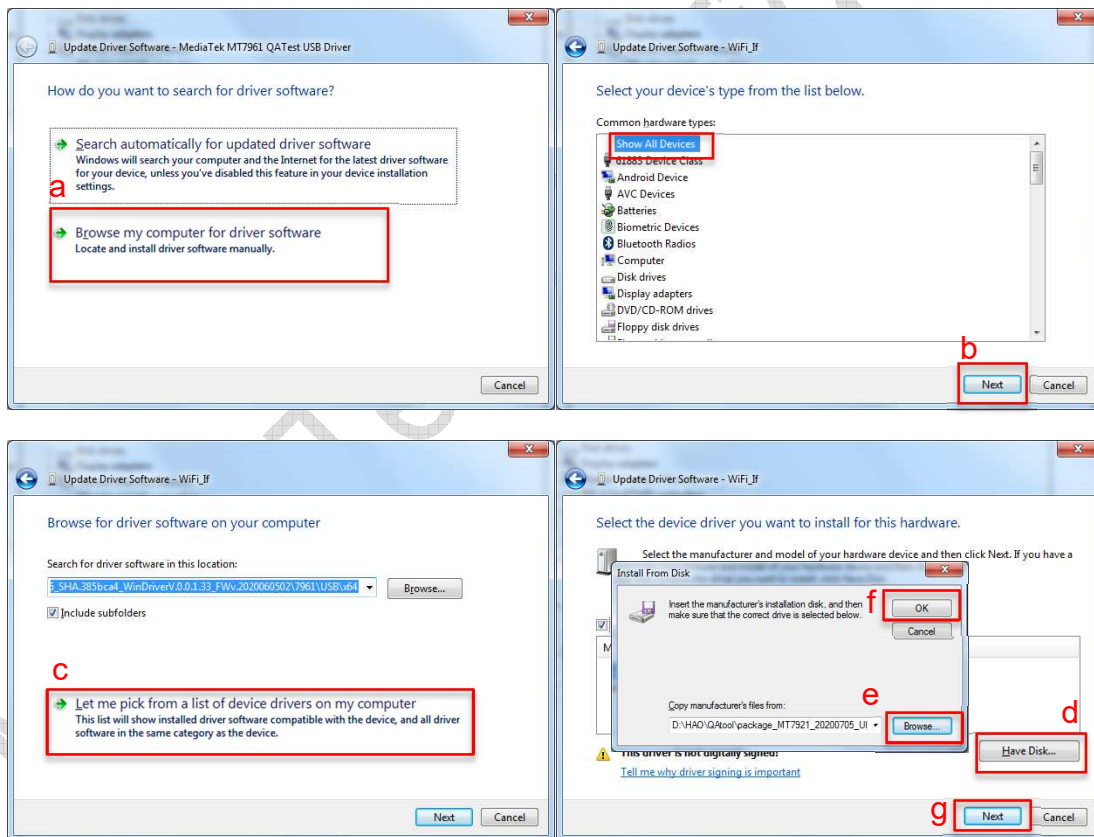 Update Driver Software - MediaTek MT7961 QATest USB Driver
How do you want to search for driver software?
Search automatically for updated driver software
Windows will search your computer and the Internet for the latest driver software
for your device, unless you've disabled this feature in your device installation
settings.
a
Browse my computer for driver software
Locate and install driver software manually.
Cancel
Update Driver Software - WiFi_If
Select your device's type from the list below.
Common hardware types:
Show All Devices
61883 Device Class
Android Device
AVC Devices
Batteries
Biometric Devices
Bluetooth Radios
Computer
Disk drives
Display adapters
DVD/CD-ROM drives
Floppy disk drives
b
Next
Cancel
Update Driver Software - WiFi_If
Browse for driver software on your computer
Search for driver software in this location:
_SHA.385bca4_WinDriverV.0.0.1.33_FWv.2020060502\7961\USB\x64
Browse...
Include subfolders
c
Let me pick from a list of device drivers on my computer
This list will show installed driver software compatible with the device, and all driver
software in the same category as the device.
Next
Cancel
Update Driver Software - WiFi_If
Select the device driver you want to install for this hardware.
Select the manufacturer and model of your hardware device and then click Next. If you have a
Install From Disk
Insert the manufacturer's installation disk, and then
make sure that the correct drive is selected below.
f
OK
Cancel
M
Copy manufacturer's files from:
e
D:\HAO\QAtool\package_MT7921_20200705_UI
Browse...
d
Have Disk...
This driver is not digitally signed!
Tell me why driver signing is important
g
Next
Cancel